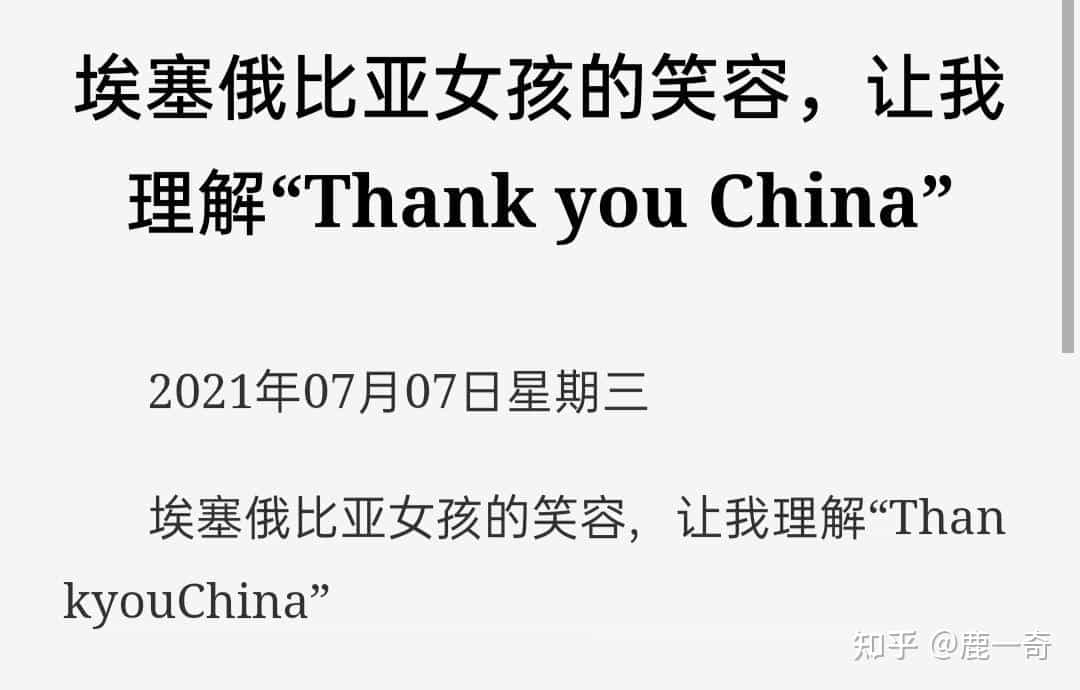 埃塞俄比亚女孩的笑容，让我
理解“Thank you China”
2021年07月07日星期三
埃塞俄比亚女孩的笑容，让我理解“Than
kyouChina”
知乎 @鹿一奇